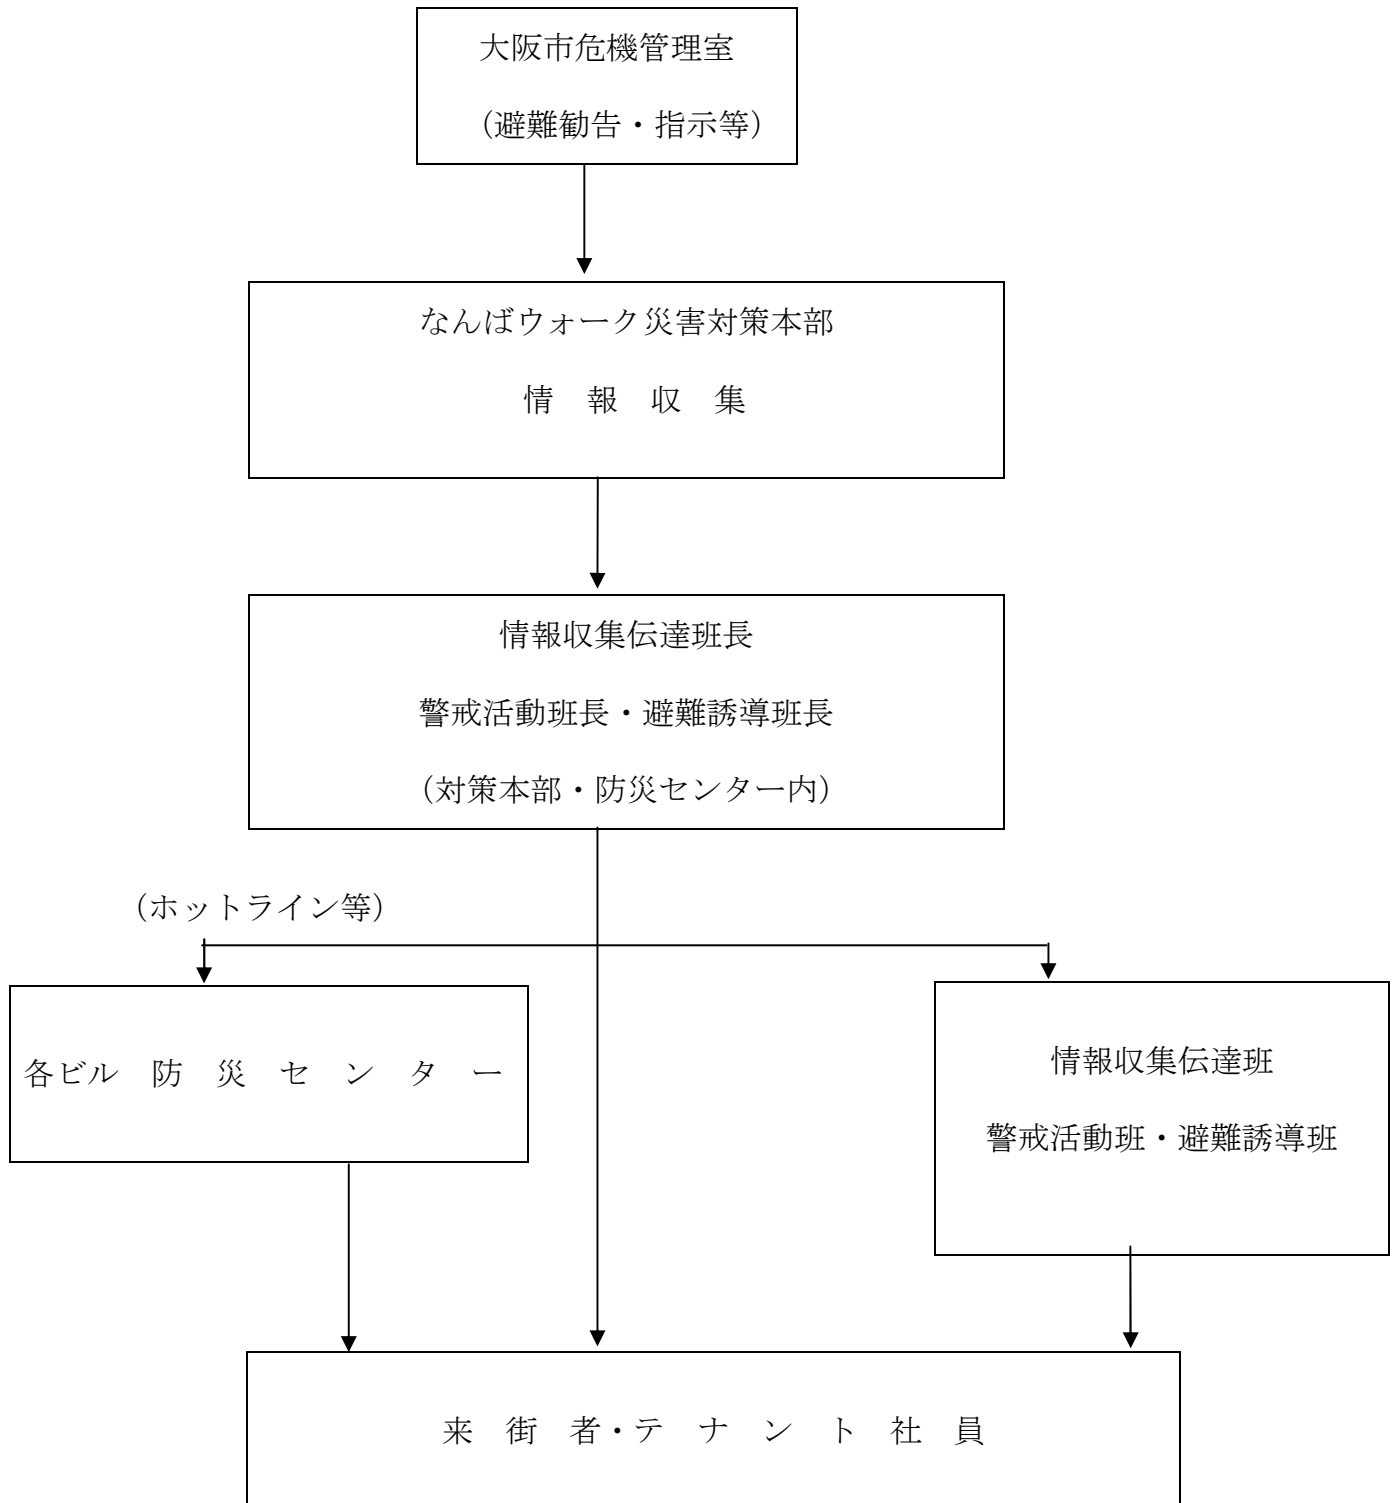 大阪市危機管理室
（避難勧告・指示等）
なんばウォーク災害対策本部
情　報　収　集
情報収集伝達班長
警戒活動班長・避難誘導班長
（対策本部・防災センター内）
（ホットライン等）
各ビル　防　災　セ　ン　タ　ー
情報収集伝達班
警戒活動班・避難誘導班
来　街　者・テ　ナ　ン　ト　社　員